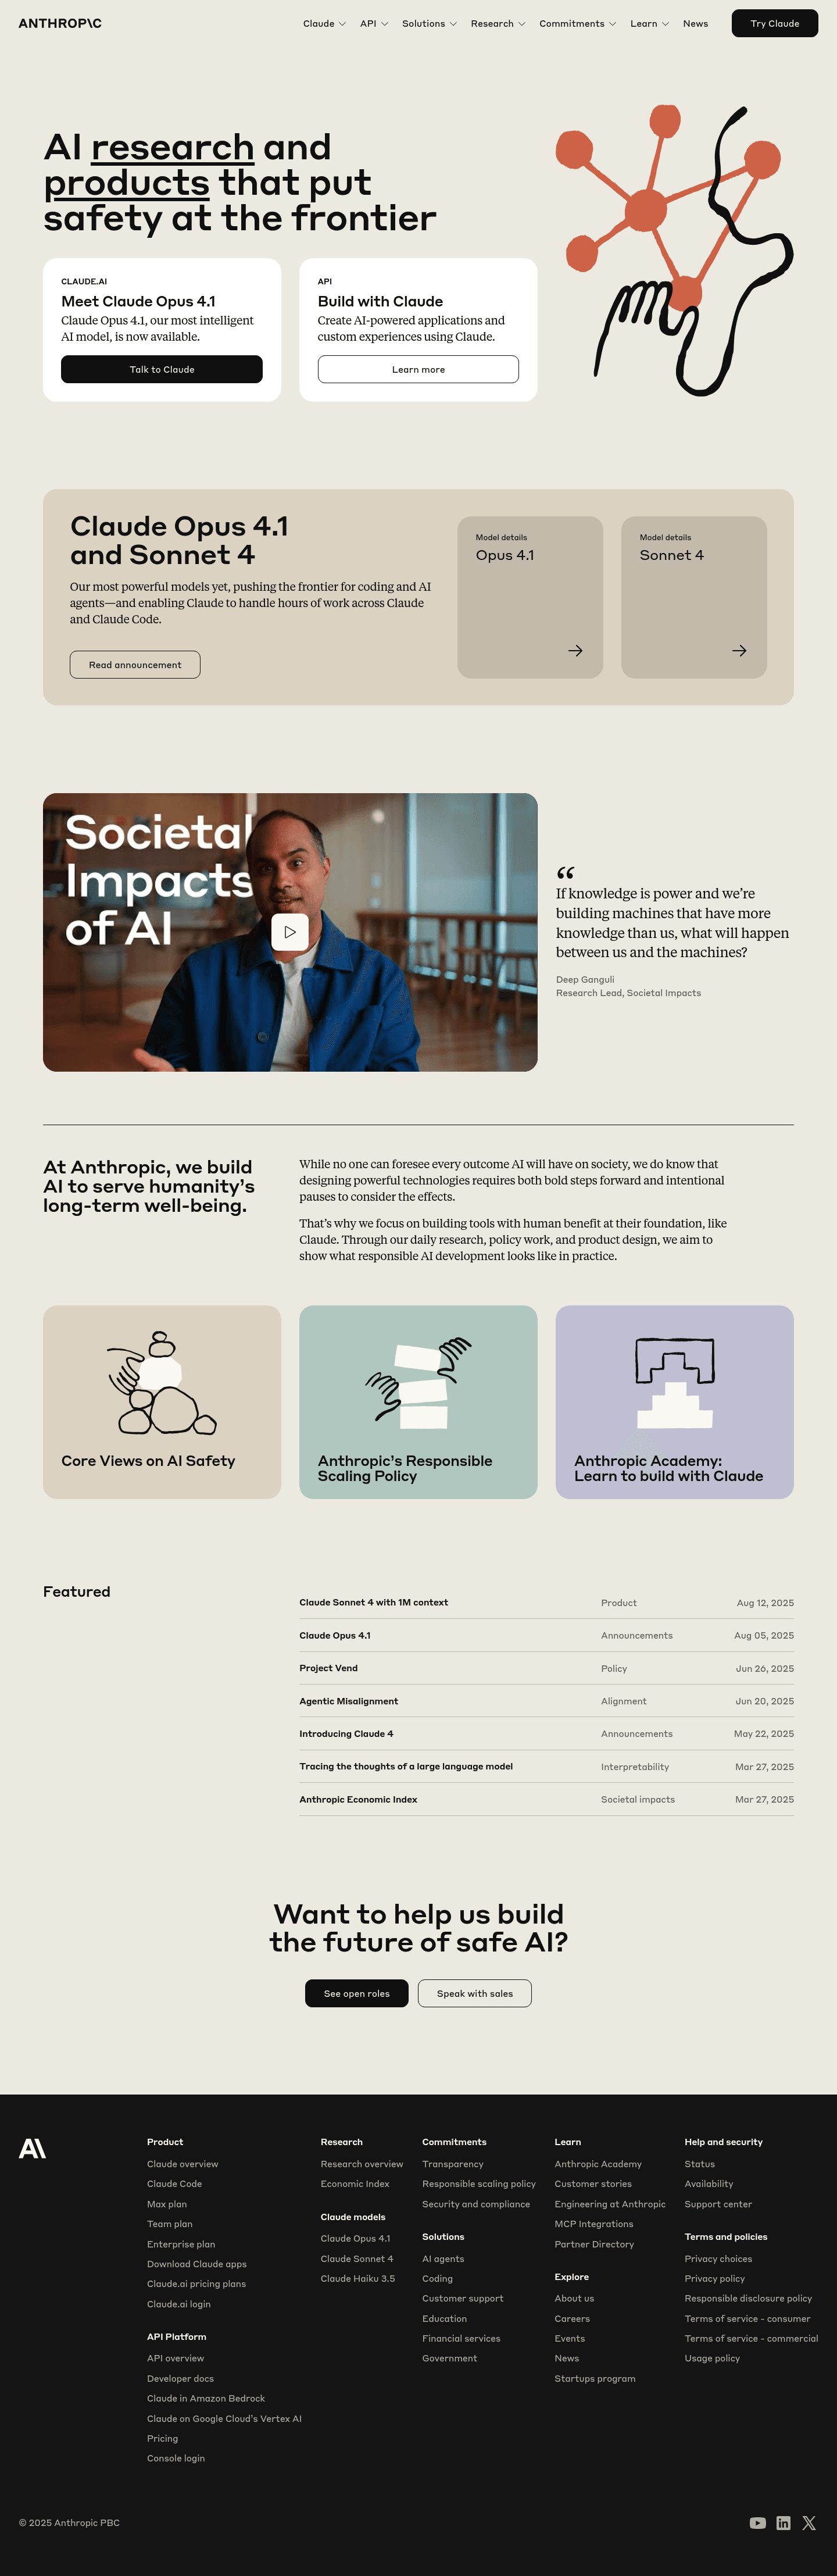 ANTHROP\C
Claude
API
Solutions
Research
Commitments
Learn
News
Try Claude
AI research and
products that put
safety at the frontier
CLAUDE.AI
Meet Claude Opus 4.1
Claude Opus 4.1, our most intelligent
AI model, is now available.
Talk to Claude
API
Build with Claude
Create AI-powered applications and
custom experiences using Claude.
Learn more
Claude Opus 4.1
and Sonnet 4
Our most powerful models yet, pushing the frontier for coding and AI
agents—and enabling Claude to handle hours of work across Claude
and Claude Code.
Read announcement
Model details
Opus 4.1
Model details
Sonnet 4
Societal
Impacts
of AI
“
If knowledge is power and we’re
building machines that have more
knowledge than us, what will happen
between us and the machines?
Deep Ganguli
Research Lead, Societal Impacts
At Anthropic, we build
AI to serve humanity’s
long-term well-being.
While no one can foresee every outcome AI will have on society, we do know that
designing powerful technologies requires both bold steps forward and intentional
pauses to consider the effects.
That’s why we focus on building tools with human benefit at their foundation, like
Claude. Through our daily research, policy work, and product design, we aim to
show what responsible AI development looks like in practice.
Core Views on AI Safety
Anthropic’s Responsible
Scaling Policy
Anthropic Academy:
Learn to build with Claude
Featured
Claude Sonnet 4 with 1M context Product Aug 12, 2025
Claude Opus 4.1 Announcements Aug 05, 2025
Project Vend Policy Jun 26, 2025
Agentic Misalignment Alignment Jun 20, 2025
Introducing Claude 4 Announcements May 22, 2025
Tracing the thoughts of a large language model Interpretability Mar 27, 2025
Anthropic Economic Index Societal impacts Mar 27, 2025
Want to help us build
the future of safe AI?
See open roles
Speak with sales
A\
Product
Claude overview
Claude Code
Max plan
Team plan
Enterprise plan
Download Claude apps
Claude.ai pricing plans
Claude.ai login
API Platform
API overview
Developer docs
Claude in Amazon Bedrock
Claude on Google Cloud’s Vertex AI
Pricing
Console login
Research
Research overview
Economic Index
Claude models
Claude Opus 4.1
Claude Sonnet 4
Claude Haiku 3.5
Commitments
Transparency
Responsible scaling policy
Security and compliance
Solutions
AI agents
Coding
Customer support
Education
Financial services
Government
Learn
Anthropic Academy
Customer stories
Engineering at Anthropic
MCP Integrations
Partner Directory
Explore
About us
Careers
Events
News
Startups program
Help and security
Status
Availability
Support center
Terms and policies
Privacy choices
Privacy policy
Responsible disclosure policy
Terms of service - consumer
Terms of service - commercial
Usage policy
© 2025 Anthropic PBC